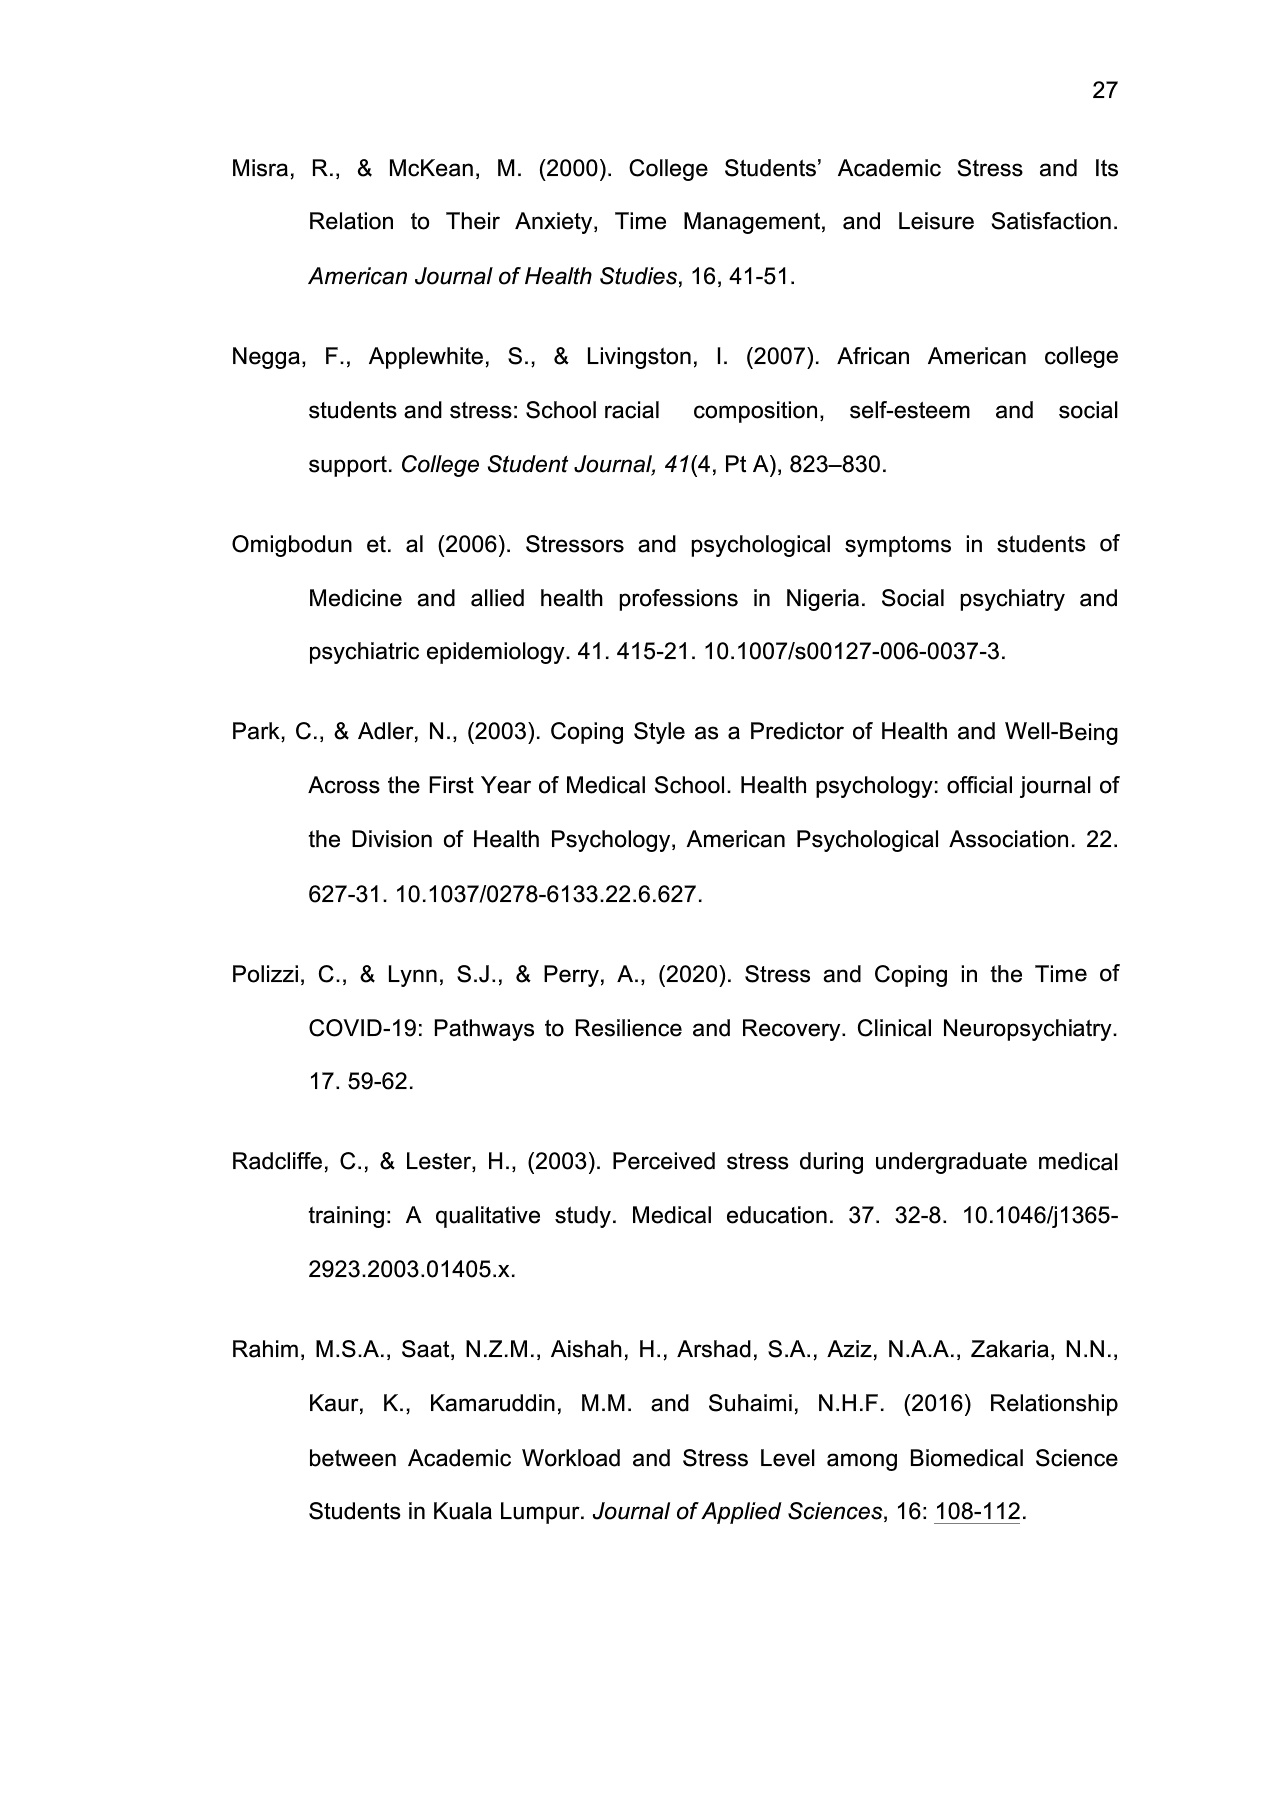 27
Misra, R., & McKean, M. (2000). College Students’ Academic Stress and Its
Relation to Their Anxiety, Time Management, and Leisure Satisfaction.
American Journal of Health Studies, 16, 41-51.
Negga, F., Applewhite, S., & Livingston, I. (2007). African American college
students and stress: School racial composition, self-esteem and social
support. College Student Journal, 41(4, Pt A), 823–830.
Omigbodun et. al (2006). Stressors and psychological symptoms in students of
Medicine and allied health professions in Nigeria. Social psychiatry and
psychiatric epidemiology. 41. 415-21. 10.1007/s00127-006-0037-3.
Park, C., & Adler, N., (2003). Coping Style as a Predictor of Health and Well-Being
Across the First Year of Medical School. Health psychology: official journal of
the Division of Health Psychology, American Psychological Association. 22.
627-31. 10.1037/0278-6133.22.6.627.
Polizzi, C., & Lynn, S.J., & Perry, A., (2020). Stress and Coping in the Time of
COVID-19: Pathways to Resilience and Recovery. Clinical Neuropsychiatry.
17. 59-62.
Radcliffe, C., & Lester, H., (2003). Perceived stress during undergraduate medical
training: A qualitative study. Medical education. 37. 32-8. 10.1046/j1365-
2923.2003.01405.x.
Rahim, M.S.A., Saat, N.Z.M., Aishah, H., Arshad, S.A., Aziz, N.A.A., Zakaria, N.N.,
Kaur, K., Kamaruddin, M.M. and Suhaimi, N.H.F. (2016) Relationship
between Academic Workload and Stress Level among Biomedical Science
Students in Kuala Lumpur. Journal of Applied Sciences, 16: 108-112.